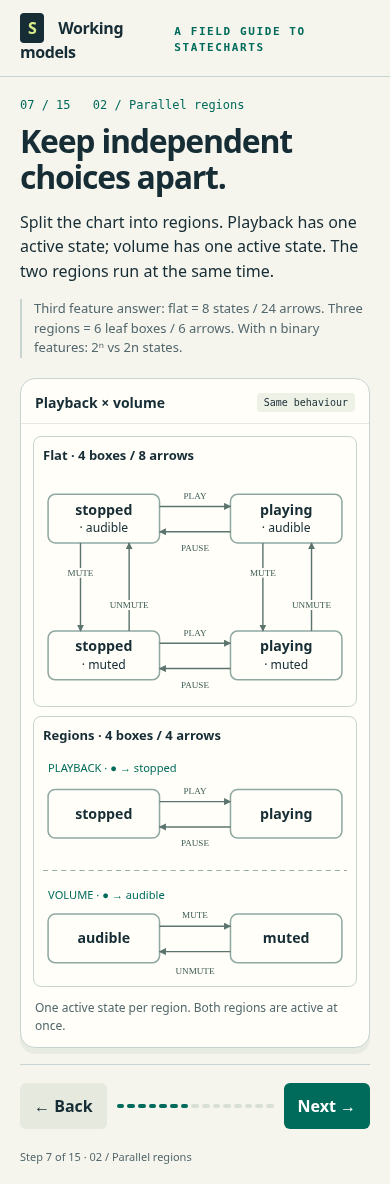 S Working models
A FIELD GUIDE TO
STATECHARTS
07 / 15 02 / Parallel regions
Keep independent
choices apart.
Split the chart into regions. Playback has one
active state; volume has one active state. The
two regions run at the same time.
Third feature answer: flat = 8 states / 24 arrows. Three
regions = 6 leaf boxes / 6 arrows. With n binary
features: 2ⁿ vs 2n states.
Playback × volume
Same behaviour
Flat · 4 boxes / 8 arrows
stopped
· audible
PLAY
PAUSE
playing
· audible
MUTE
UNMUTE
MUTE
UNMUTE
stopped
· muted
PLAY
PAUSE
playing
· muted
Regions · 4 boxes / 4 arrows
PLAYBACK · ● → stopped
stopped
PLAY
PAUSE
playing
VOLUME · ● → audible
audible
MUTE
UNMUTE
muted
One active state per region. Both regions are active at
once.
← Back
Next →
Step 7 of 15 · 02 / Parallel regions